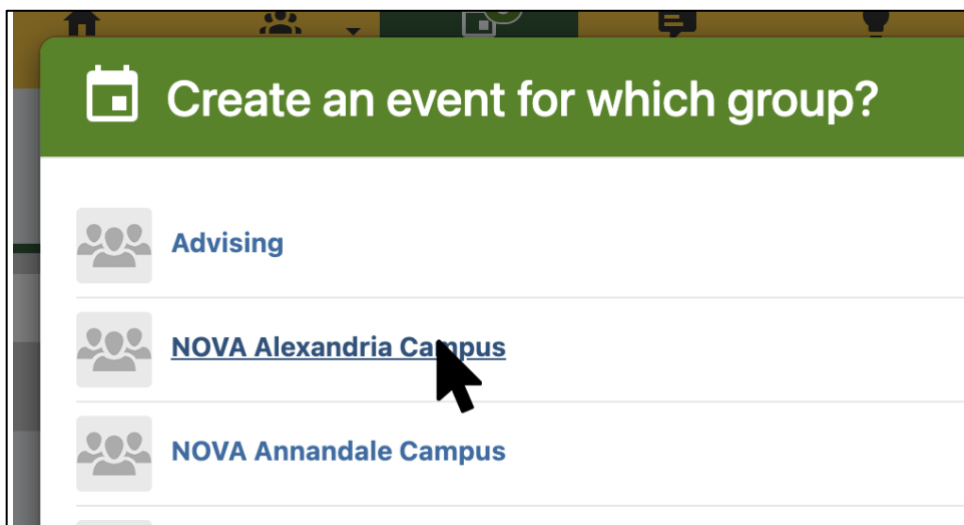 Create an event for which group?
Advising
NOVA Alexandria Campus
NOVA Annandale Campus